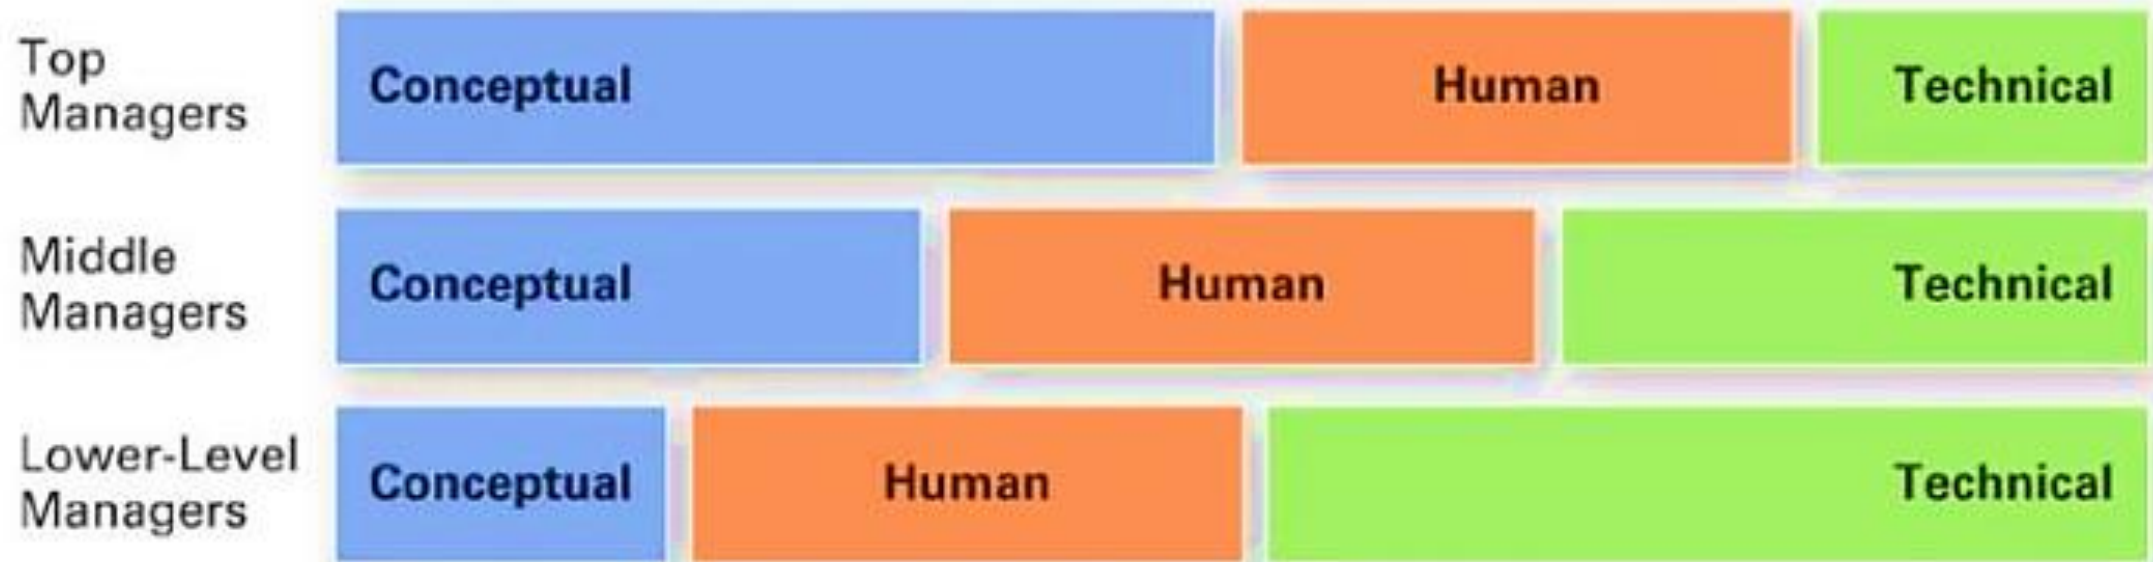 Top
Managers
Conceptual
Human
Technical
Middle
Managers
Conceptual
Human
Technical
Lower-Level
Managers
Conceptual
Human
Technical